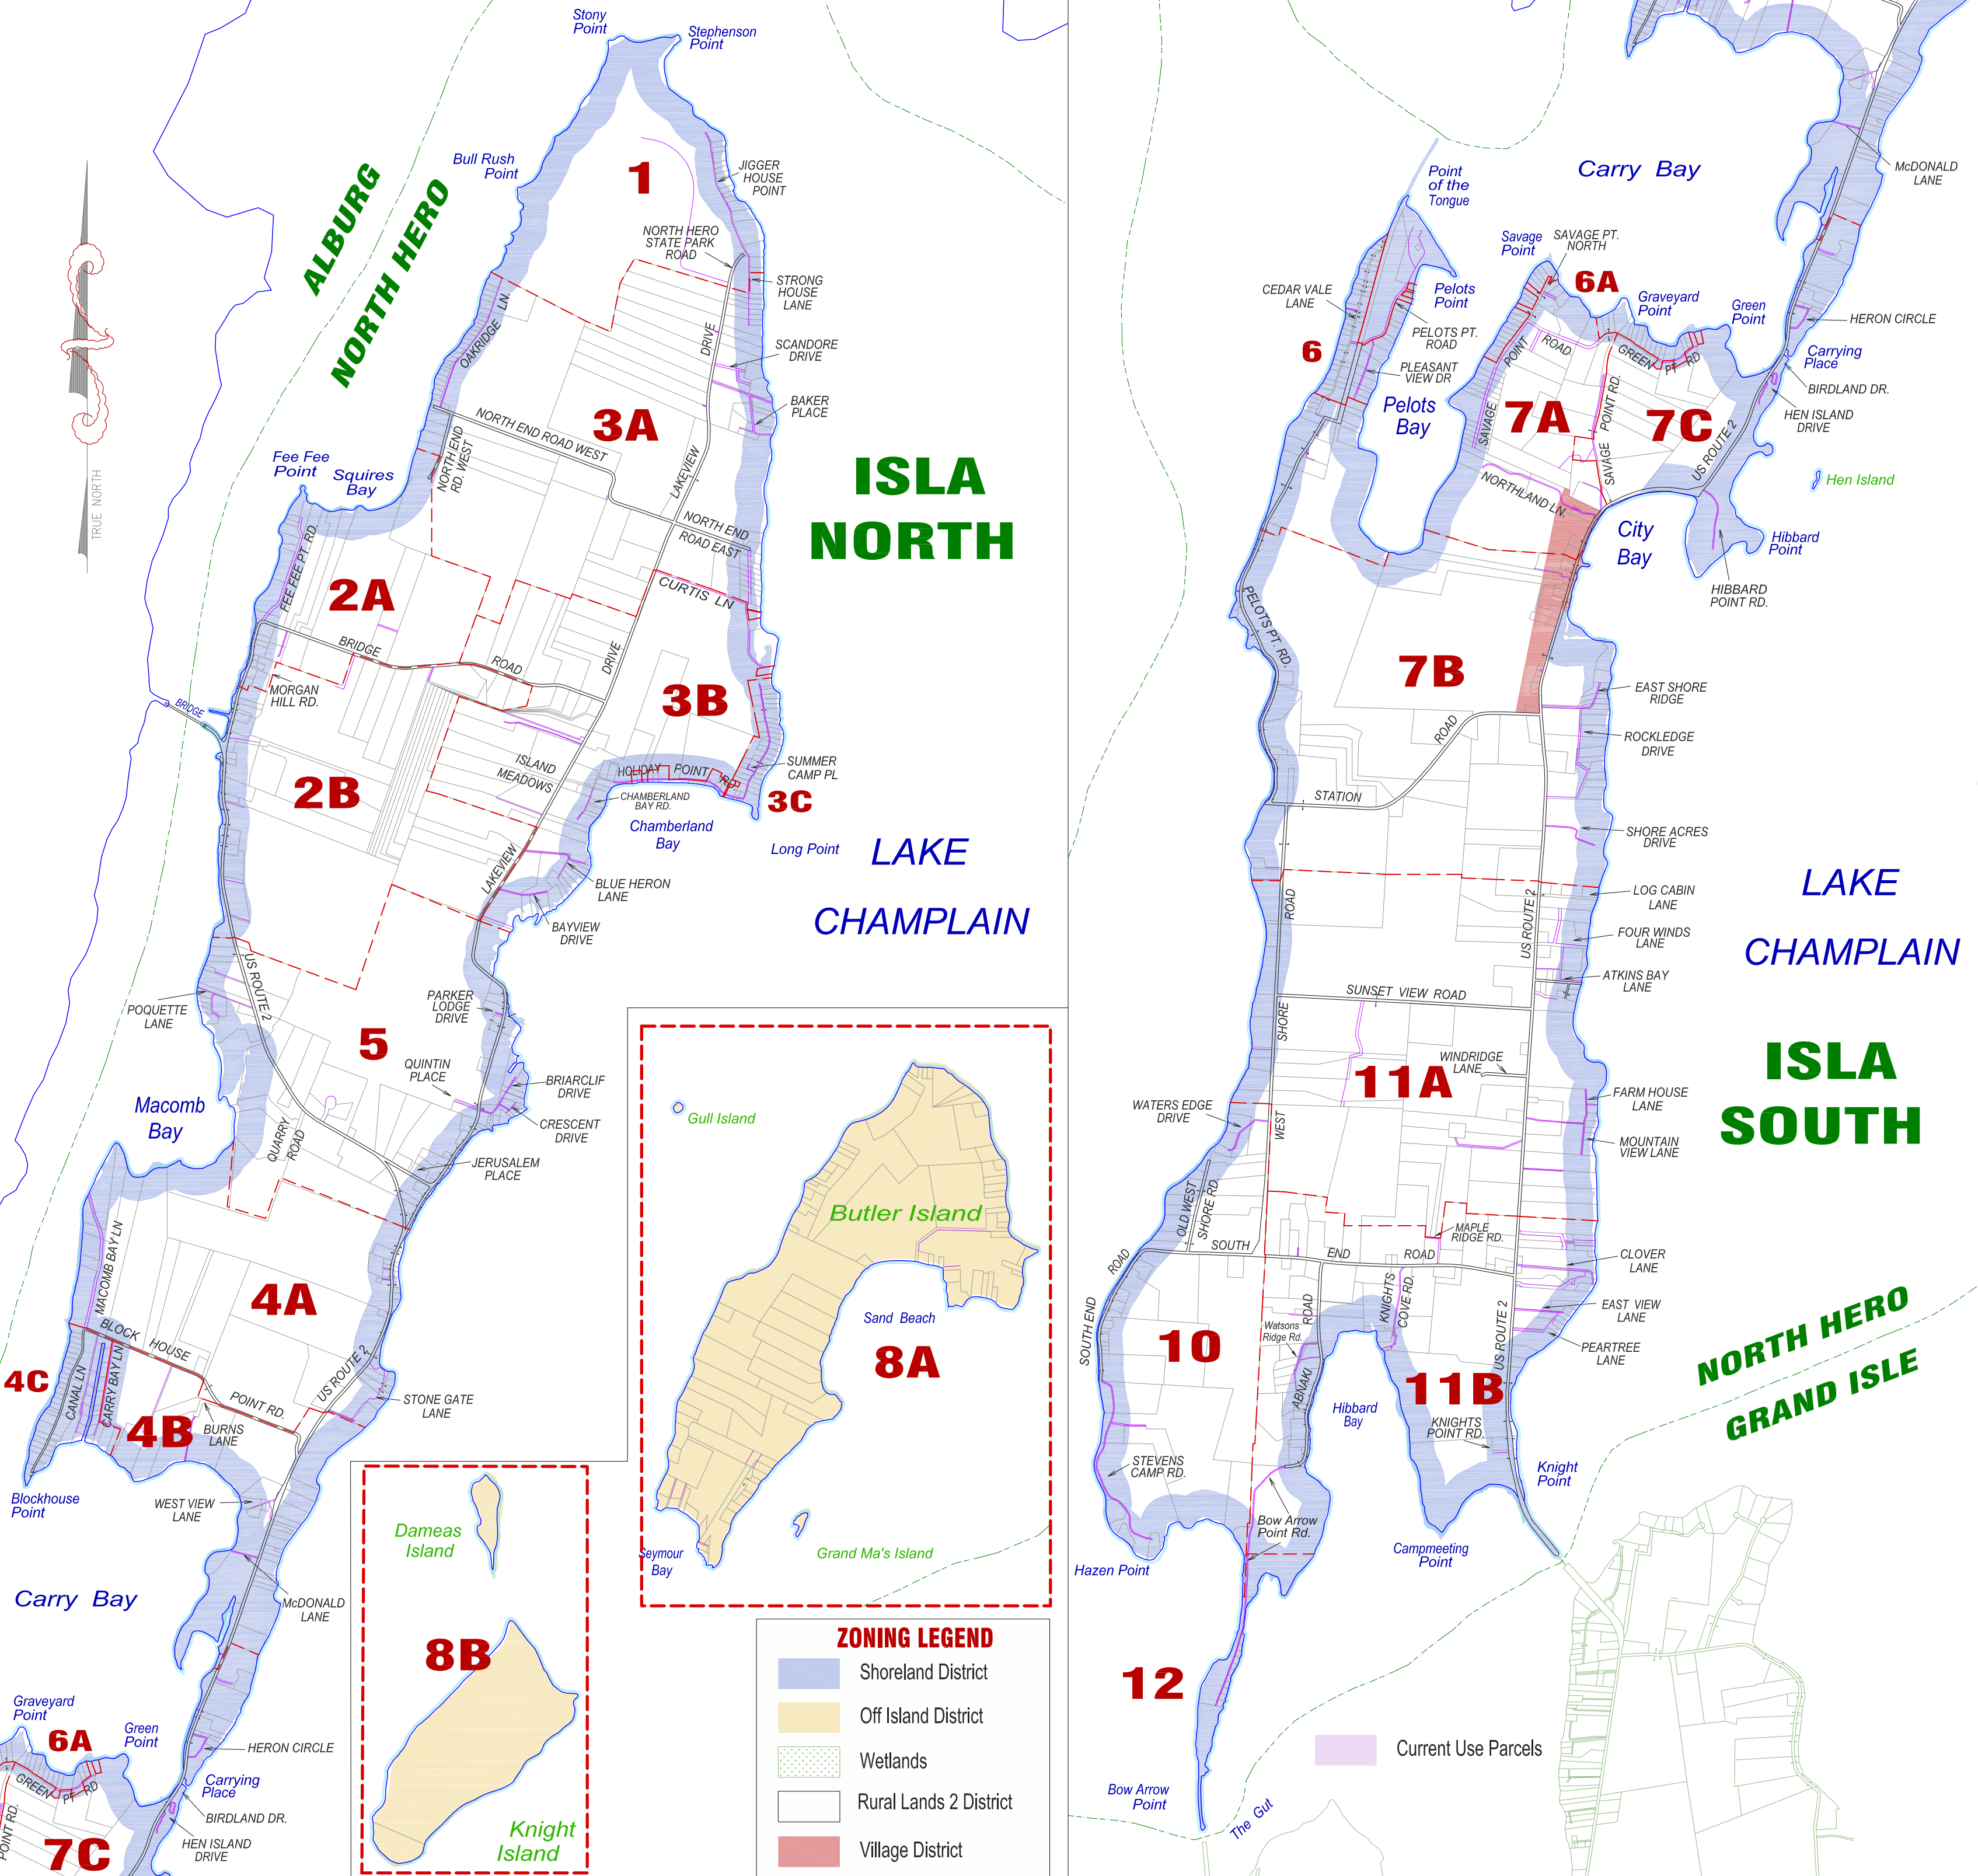 Stony
Point
Stephenson
Point
Bull Rush
Point
1
JIGGER
HOUSE
POINT
ALBURG
NORTH HERO
NORTH HERO
STATE PARK
ROAD
STRONG
HOUSE
LANE
OAKRIDGE LN.
DRIVE
SCANDORE
DRIVE
BAKER
PLACE
3A
NORTH END ROAD WEST
NORTH END
RD. WEST
LAKEVIEW
TRUE NORTH
Fee Fee
Point
Squires
Bay
ISLA
NORTH
NORTH END
ROAD EAST
FEE FEE PT. RD.
2A
CURTIS LN
BRIDGE
ROAD
DRIVE
MORGAN
HILL RD.
3B
BRIDGE
2B
ISLAND
MEADOWS
HOLIDAY POINT RD.
SUMMER
CAMP PL
3C
CHAMBERLAND
BAY RD.
Chamberland
Bay
Long Point
LAKE
CHAMPLAIN
LAKEVIEW
BLUE HERON
LANE
BAYVIEW
DRIVE
US ROUTE 2
POQUETTE
LANE
PARKER
LODGE
DRIVE
5
QUINTIN
PLACE
BRIARCLIF
DRIVE
CRESCENT
DRIVE
Macomb
Bay
QUARRY
ROAD
JERUSALEM
PLACE
MACOMB BAY LN
4A
BLOCK HOUSE
POINT RD.
US ROUTE 2
4C
CANAL LN
CARRY BAY LN
4B
BURNS
LANE
STONE GATE
LANE
Blockhouse
Point
WEST VIEW
LANE
Carry Bay
McDONALD
LANE
Graveyard
Point
6A
Green
Point
HERON CIRCLE
GREEN PT RD
Carrying
Place
BIRDLAND DR.
HEN ISLAND
DRIVE
POINT RD.
7C
Gull Island
Butler Island
Sand Beach
8A
Seymour
Bay
Grand Ma's Island
Dameas
Island
8B
Knight
Island
ZONING LEGEND
Shoreland District
Off Island District
Wetlands
Rural Lands 2 District
Village District
Carry Bay
McDONALD
LANE
Point
of the
Tongue
Savage
Point
SAVAGE PT.
NORTH
6A
CEDAR VALE
LANE
Pelots
Point
Graveyard
Point
Green
Point
HERON CIRCLE
6
PELOTS PT.
ROAD
PLEASANT
VIEW DR
POINT
ROAD
GREEN PT RD
Carrying
Place
BIRDLAND DR.
HEN ISLAND
DRIVE
Pelots
Bay
SAVAGE
7A
SAVAGE POINT RD.
7C
US ROUTE 2
Hen Island
NORTHLAND LN.
City
Bay
Hibbard
Point
HIBBARD
POINT RD.
PELOTS PT. RD.
7B
EAST SHORE
RIDGE
ROCKLEDGE
DRIVE
STATION
ROAD
SHORE ACRES
DRIVE
LAKE
CHAMPLAIN
LOG CABIN
LANE
ROAD
US ROUTE 2
FOUR WINDS
LANE
ATKINS BAY
LANE
SUNSET VIEW ROAD
SHORE
WINDRIDGE
LANE
11A
ISLA
SOUTH
WATERS EDGE
DRIVE
WEST
FARM HOUSE
LANE
MOUNTAIN
VIEW LANE
OLD WEST
SHORE RD.
MAPLE
RIDGE RD.
SOUTH END ROAD
CLOVER
LANE
SOUTH END
ROAD
KNIGHTS
COVE RD.
US ROUTE 2
EAST VIEW
LANE
PEARTREE
LANE
NORTH HERO
GRAND ISLE
10
Watsons
Ridge Rd.
ABNAKI
ROAD
Hibbard
Bay
11B
KNIGHTS
POINT RD.
STEVENS
CAMP RD.
Knight
Point
Bow Arrow
Point Rd.
Campmeeting
Point
Hazen Point
12
Current Use Parcels
Bow Arrow
Point
The Gut